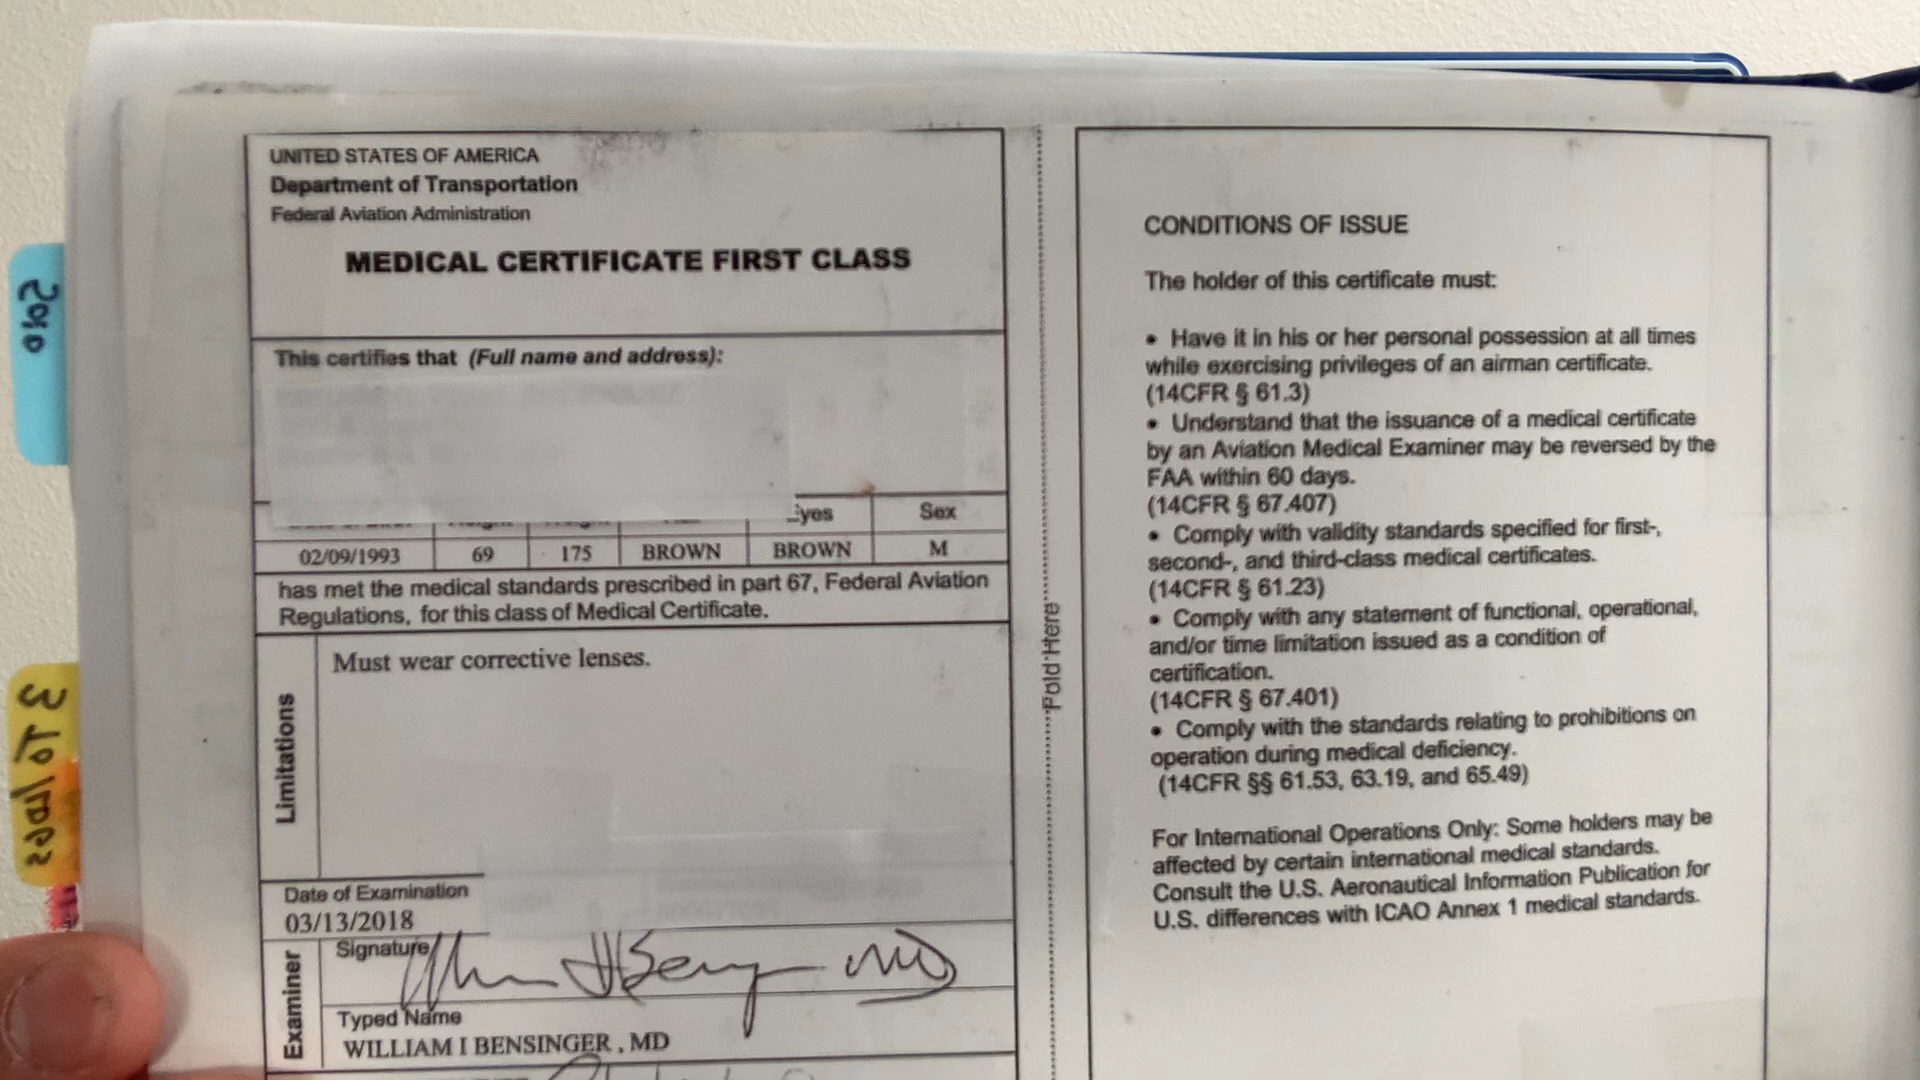 UNITED STATES OF AMERICA
Department of Transportation
Federal Aviation Administration
MEDICAL CERTIFICATE FIRST CLASS
This certifies that (Full name and address):
yes Sex
02/09/1993 69 175 BROWN BROWN M
has met the medical standards prescribed in part 67, Federal Aviation
Regulations, for this class of Medical Certificate.
Limitations
Must wear corrective lenses.
Date of Examination
03/13/2018
Examiner
Signature
Typed Name
WILLIAM I BENSINGER , MD
Fold Here
CONDITIONS OF ISSUE
The holder of this certificate must:
• Have it in his or her personal possession at all times
while exercising privileges of an airman certificate.
(14CFR § 61.3)
• Understand that the issuance of a medical certificate
by an Aviation Medical Examiner may be reversed by the
FAA within 60 days.
(14CFR § 67.407)
• Comply with validity standards specified for first-,
second-, and third-class medical certificates.
(14CFR § 61.23)
• Comply with any statement of functional, operational,
and/or time limitation issued as a condition of
certification.
(14CFR § 67.401)
• Comply with the standards relating to prohibitions on
operation during medical deficiency.
(14CFR §§ 61.53, 63.19, and 65.49)
For International Operations Only: Some holders may be
affected by certain international medical standards.
Consult the U.S. Aeronautical Information Publication for
U.S. differences with ICAO Annex 1 medical standards.
Solo
3 To/LDGs